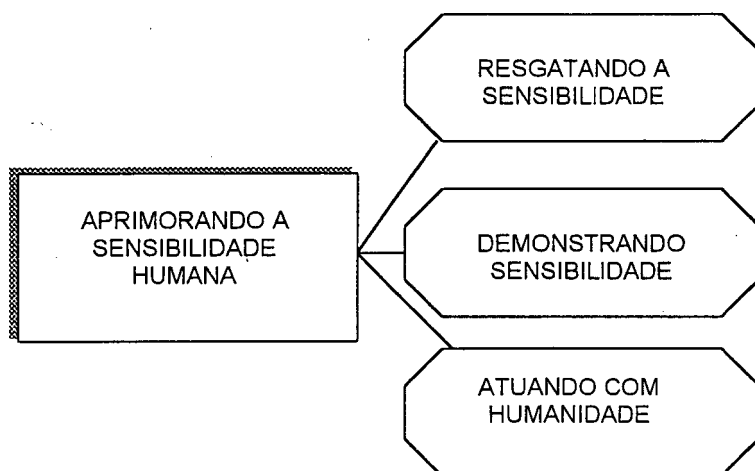 RESGATANDO A
SENSIBILIDADE
APRIMORANDO A
SENSIBILIDADE
HUMANA
DEMONSTRANDO
SENSIBILIDADE
ATUANDO COM
HUMANIDADE